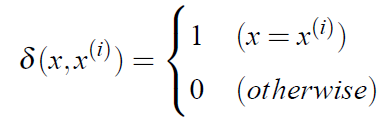 δ(x,x^{(i)}) = { 1 (x = x^{(i)})
0 (otherwise)